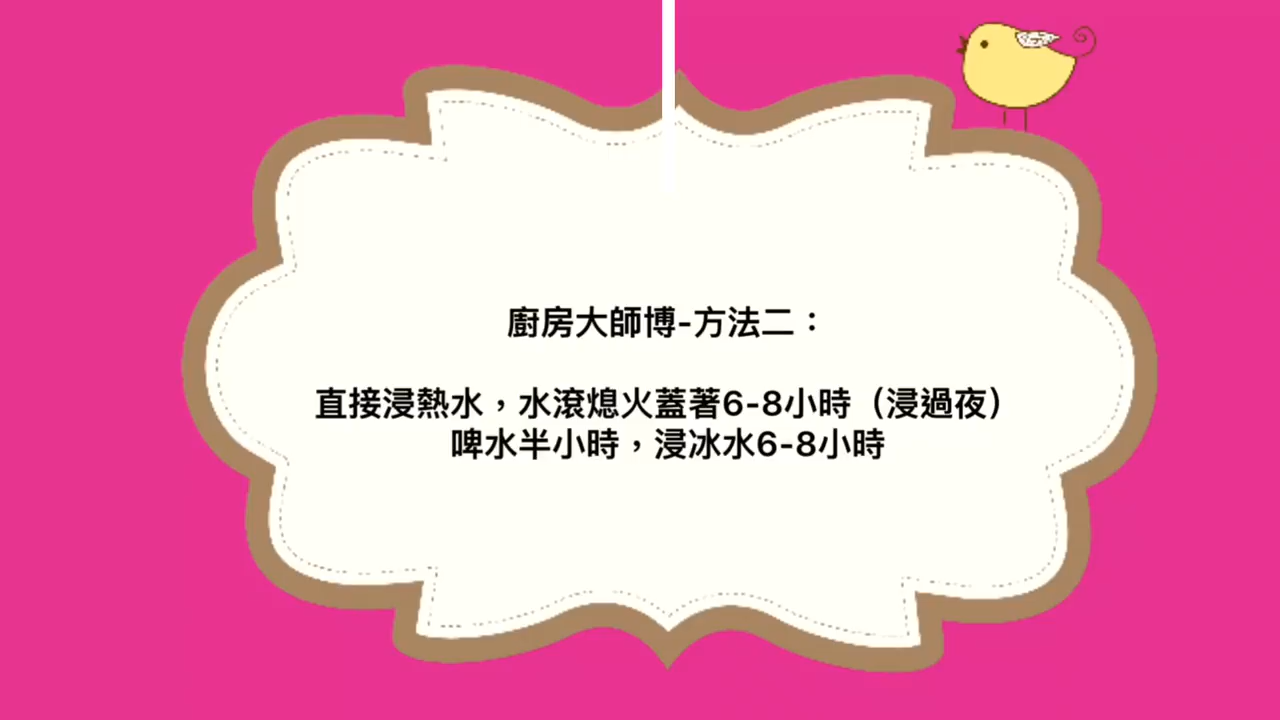 廚房大師博-方法二：
直接浸熱水，水滾熄火蓋著6-8小時（浸過夜）
啤水半小時，浸冰水6-8小時